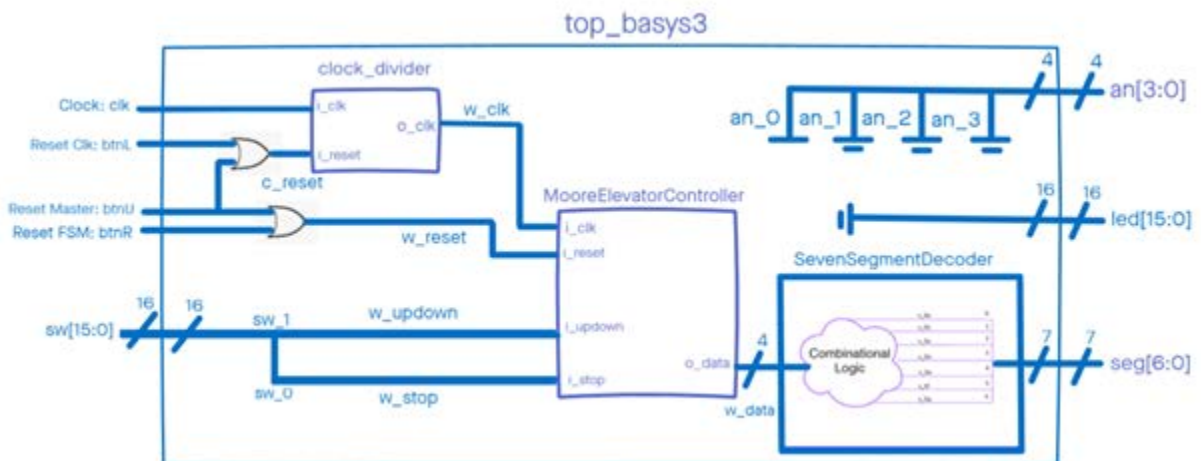 top_basys3
clock_divider
Clock: clk
i_clk
w_clk
o_clk
Reset Clk: btnL
i_reset
c_reset
Reset Master: btnU
Reset FSM: btnR
w_reset
MooreElevatorController
i_clk
i_reset
i_updown
i_stop
o_data
16
16
sw[15:0]
sw_1
w_updown
sw_0
w_stop
4
w_data
an_0
an_1
an_2
an_3
4
4
an[3:0]
16
16
led[15:0]
SevenSegmentDecoder
Combinational
Logic
7
7
seg[6:0]